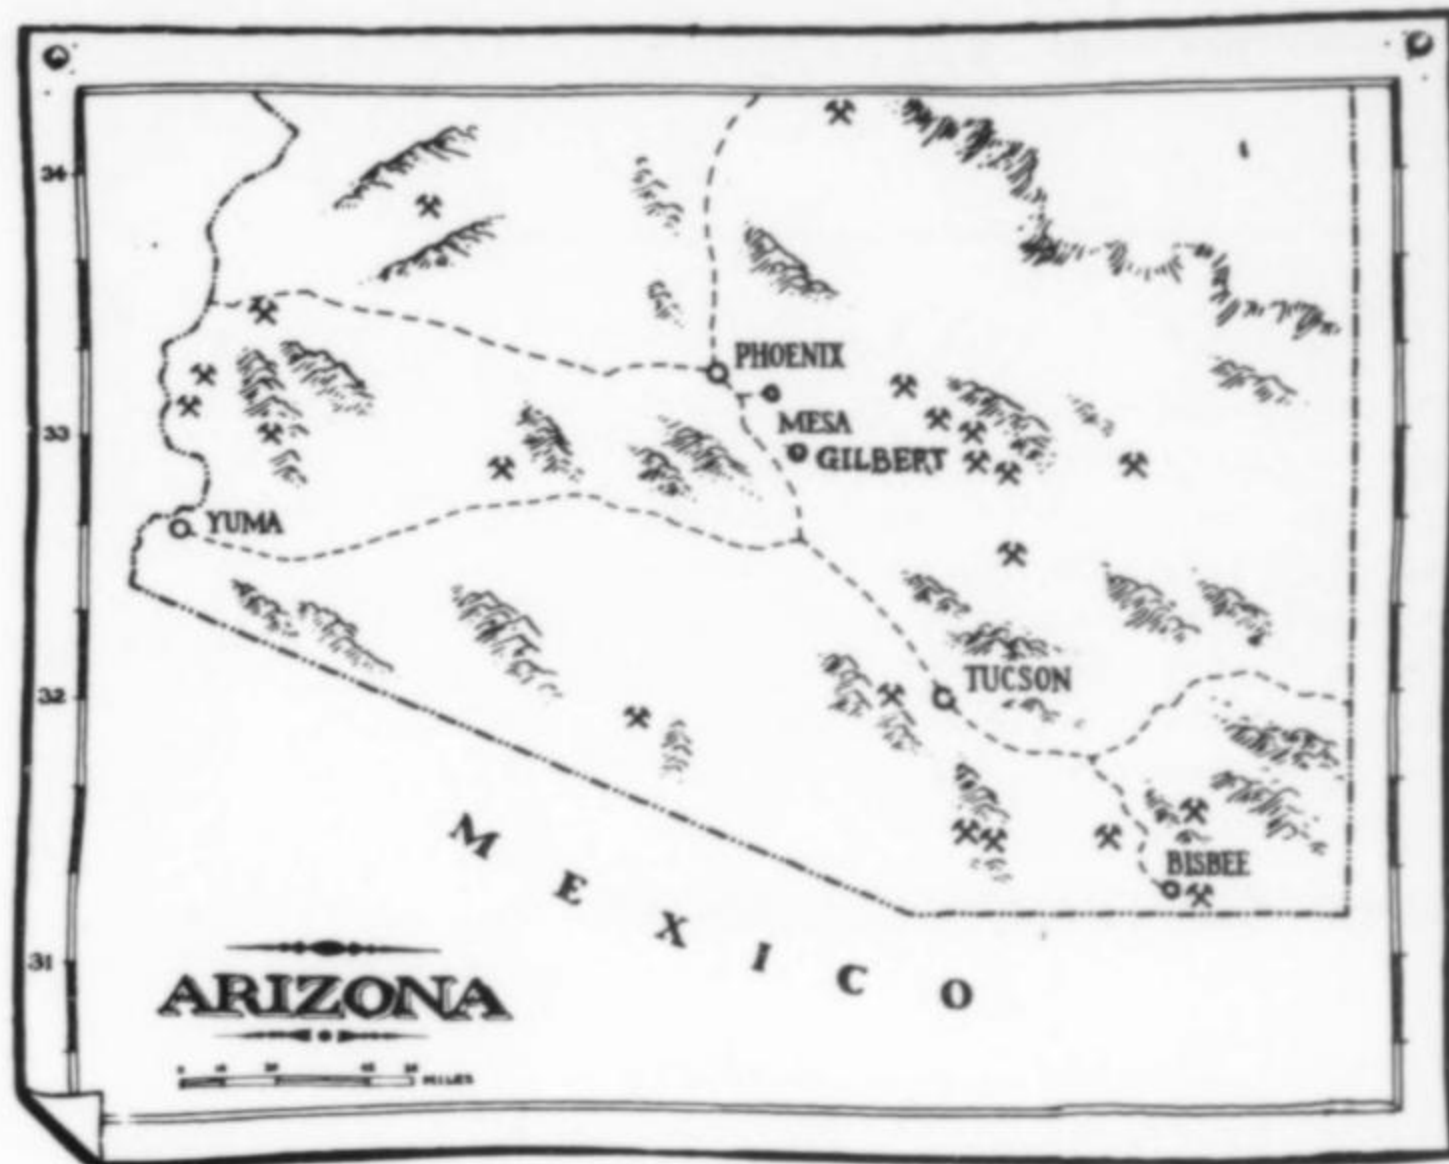 34
PHOENIX
MESA
33
GILBERT
YUMA
32
TUCSON
BISBEE
MEXICO
31
ARIZONA
MILES